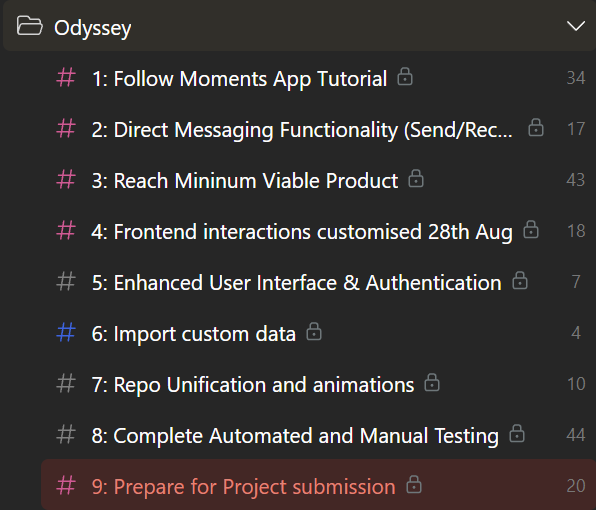 Odyssey
# 1: Follow Moments App Tutorial 34
# 2: Direct Messaging Functionality (Send/Rec... 17
# 3: Reach Mininum Viable Product 43
# 4: Frontend interactions customised 28th Aug 18
# 5: Enhanced User Interface & Authentication 7
# 6: Import custom data 4
# 7: Repo Unification and animations 10
# 8: Complete Automated and Manual Testing 44
# 9: Prepare for Project submission 20